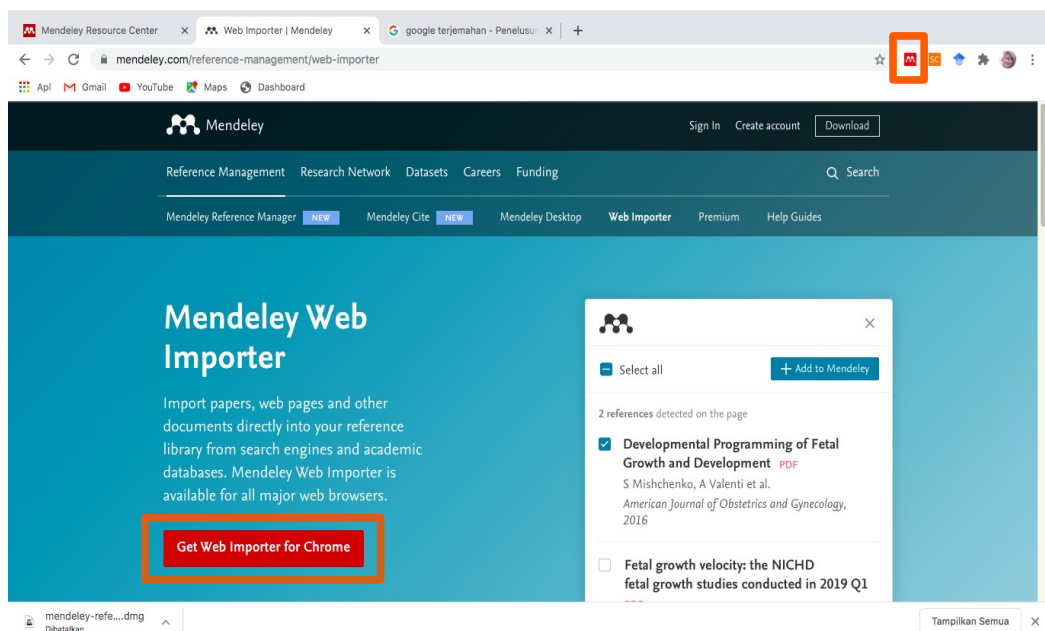 Mendeley Resource Center
Web Importer | Mendeley
google terjemahan - Penelusur
mendeley.com/reference-management/web-importer
SC
Apl Gmail YouTube Maps Dashboard
Mendeley
Sign In Create account Download
Reference Management Research Network Datasets Careers Funding Search
Mendeley Reference Manager NEW Mendeley Cite NEW Mendeley Desktop Web Importer Premium Help Guides
Mendeley Web
Importer
Import papers, web pages and other
documents directly into your reference
library from search engines and academic
databases. Mendeley Web Importer is
available for all major web browsers.
Get Web Importer for Chrome
Select all + Add to Mendeley
2 references detected on the page
Developmental Programming of Fetal
Growth and Development PDF
S Mishchenko, A Valenti et al.
American Journal of Obstetrics and Gynecology,
2016
Fetal growth velocity: the NICHD
fetal growth studies conducted in 2019 Q1
mendeley-refe....dmg
Dibatalkan
Tampilkan Semua